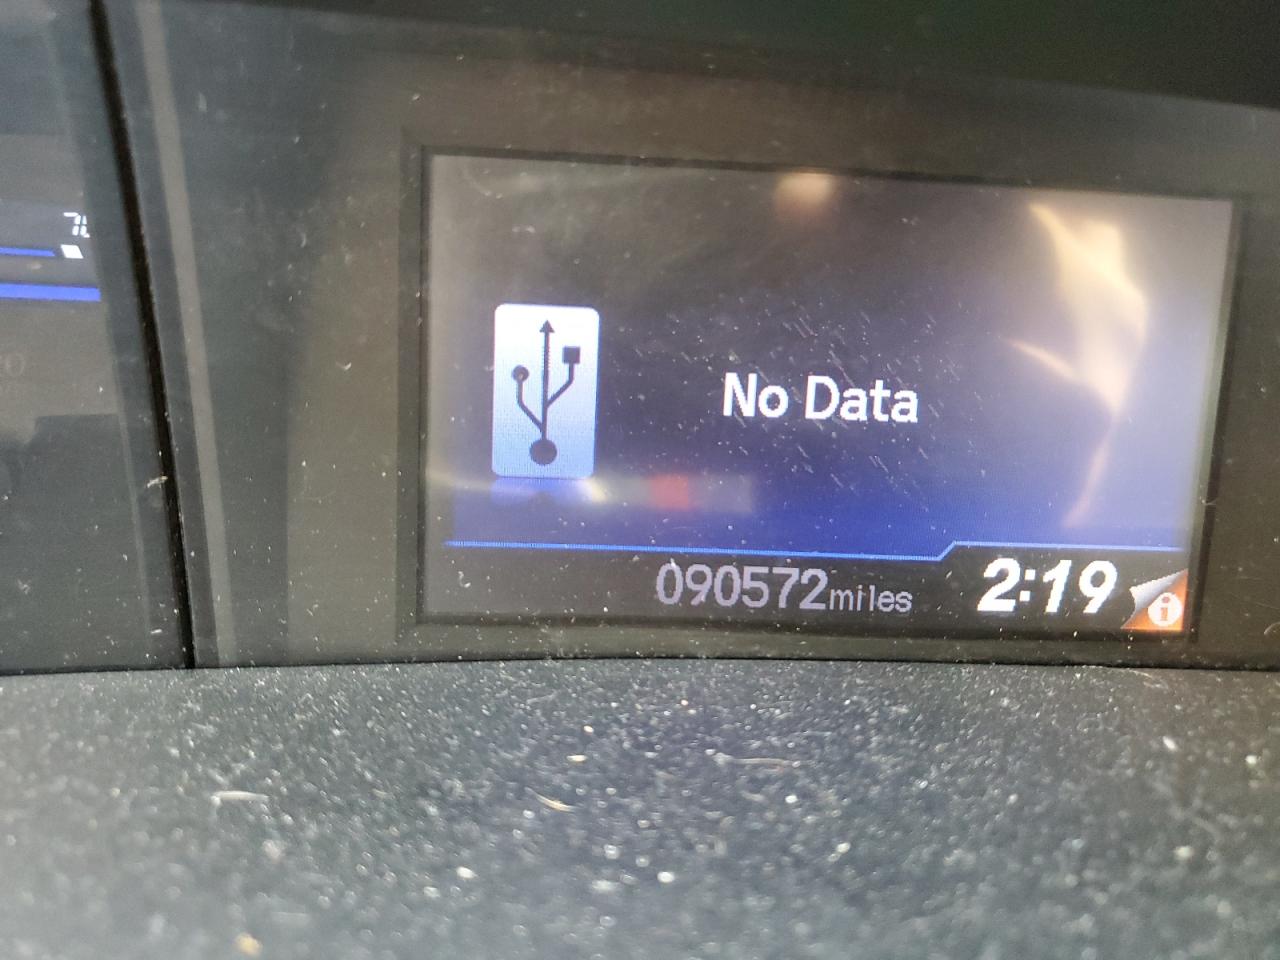 No Data
090572miles
2:19
i